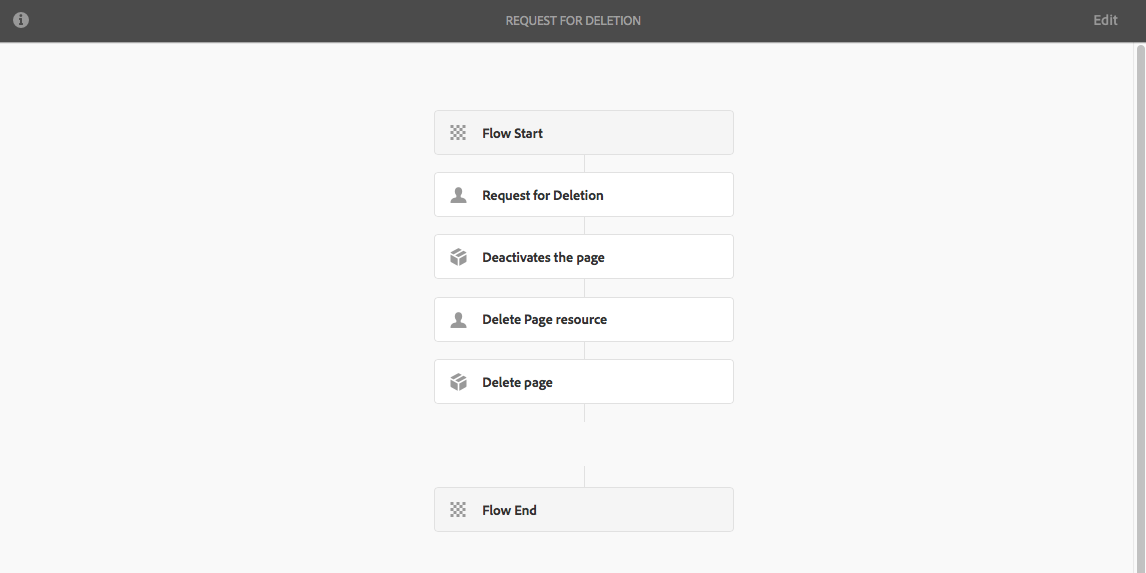 REQUEST FOR DELETION
Edit
Flow Start
Request for Deletion
Deactivates the page
Delete Page resource
Delete page
Flow End